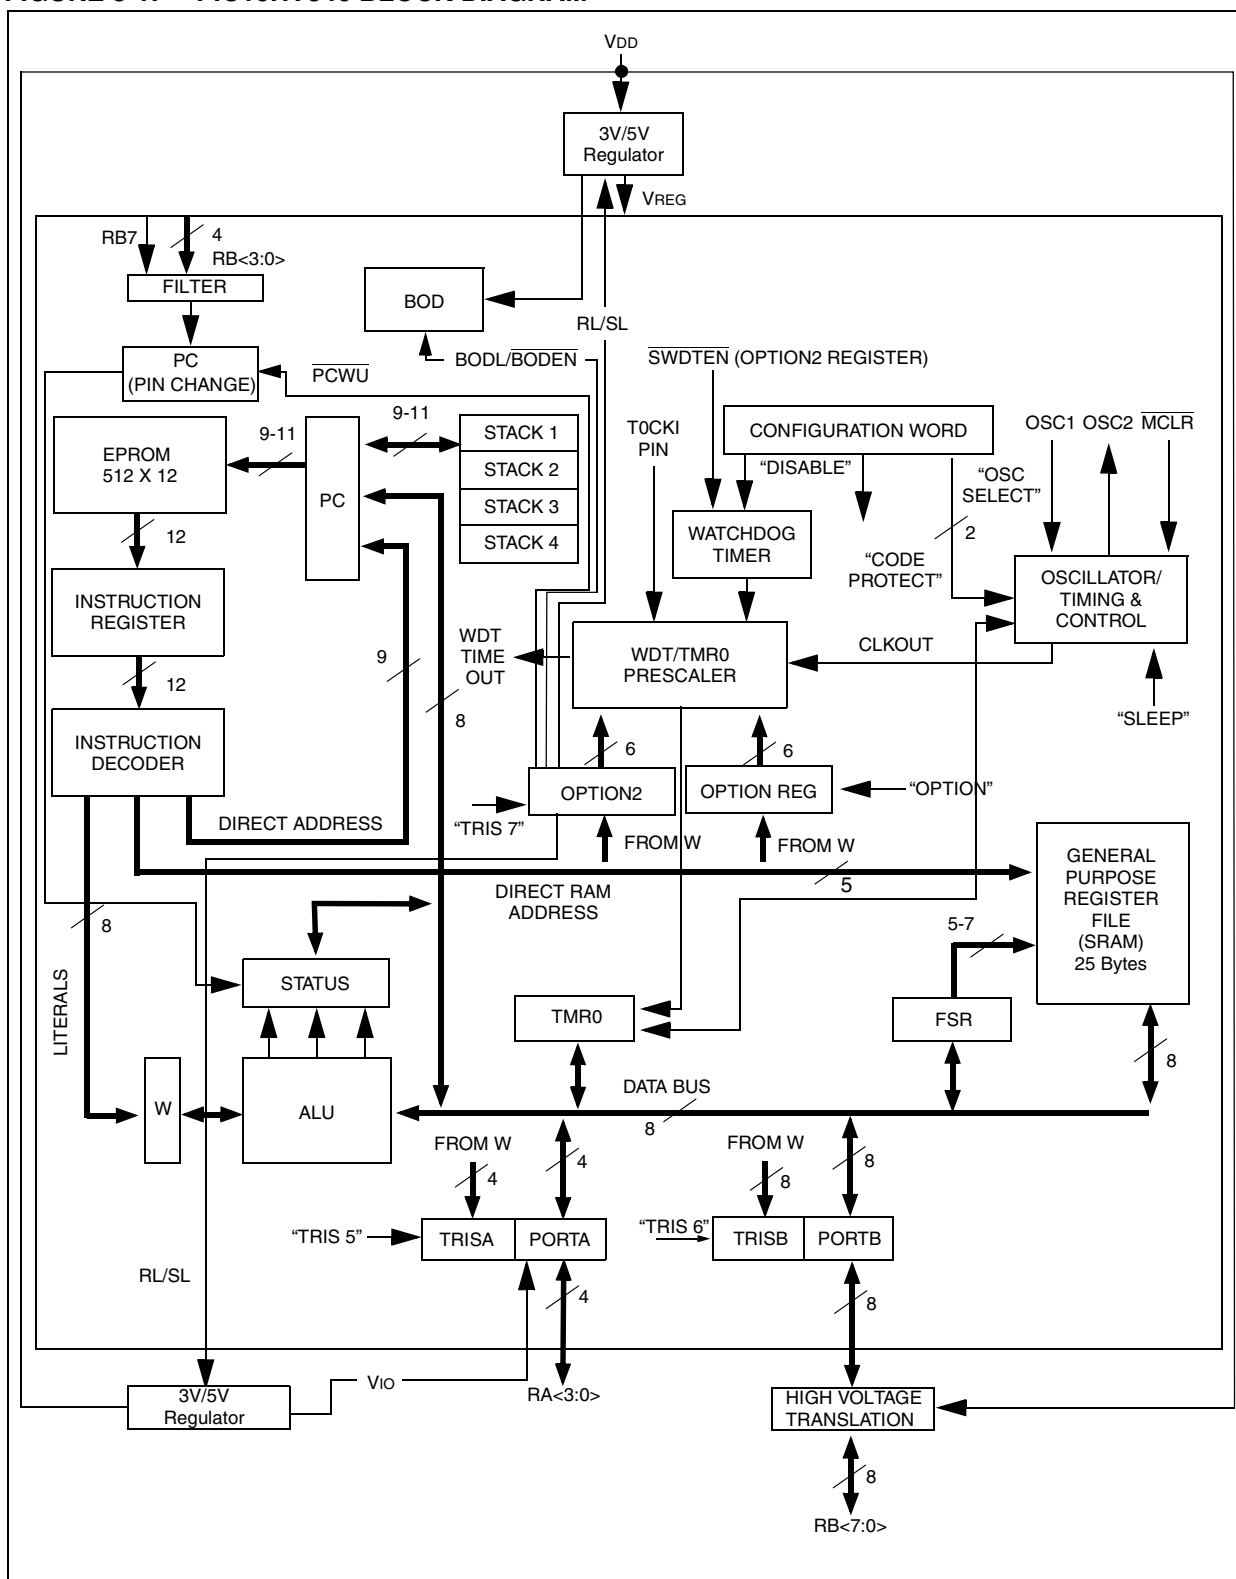 VDD
3V/5V
Regulator
VREG
RB7
4
RB<3:0>
FILTER
BOD
RL/SL
PC
(PIN CHANGE)
PCWU
BODL/BODEN
SWDTEN (OPTION2 REGISTER)
9-11
9-11
STACK 1
STACK 2
STACK 3
STACK 4
T0CKI
PIN
CONFIGURATION WORD
OSC1 OSC2 MCLR
EPROM
512 X 12
PC
“DISABLE”
“OSC
SELECT”
2
WATCHDOG
TIMER
“CODE
PROTECT”
12
INSTRUCTION
REGISTER
OSCILLATOR/
TIMING &
CONTROL
WDT
TIME
OUT
WDT/TMR0
PRESCALER
CLKOUT
9
8
12
“SLEEP”
INSTRUCTION
DECODER
6
6
OPTION2
OPTION REG
“OPTION”
“TRIS 7”
DIRECT ADDRESS
FROM W
FROM W
5
DIRECT RAM
ADDRESS
GENERAL
PURPOSE
REGISTER
FILE
(SRAM)
25 Bytes
8
LITERALS
5-7
STATUS
TMR0
FSR
8
W
ALU
DATA BUS
8
FROM W
4
4
FROM W
8
8
“TRIS 5”
TRISA
PORTA
“TRIS 6”
TRISB
PORTB
RL/SL
4
8
3V/5V
Regulator
VIO
RA<3:0>
HIGH VOLTAGE
TRANSLATION
8
RB<7:0>